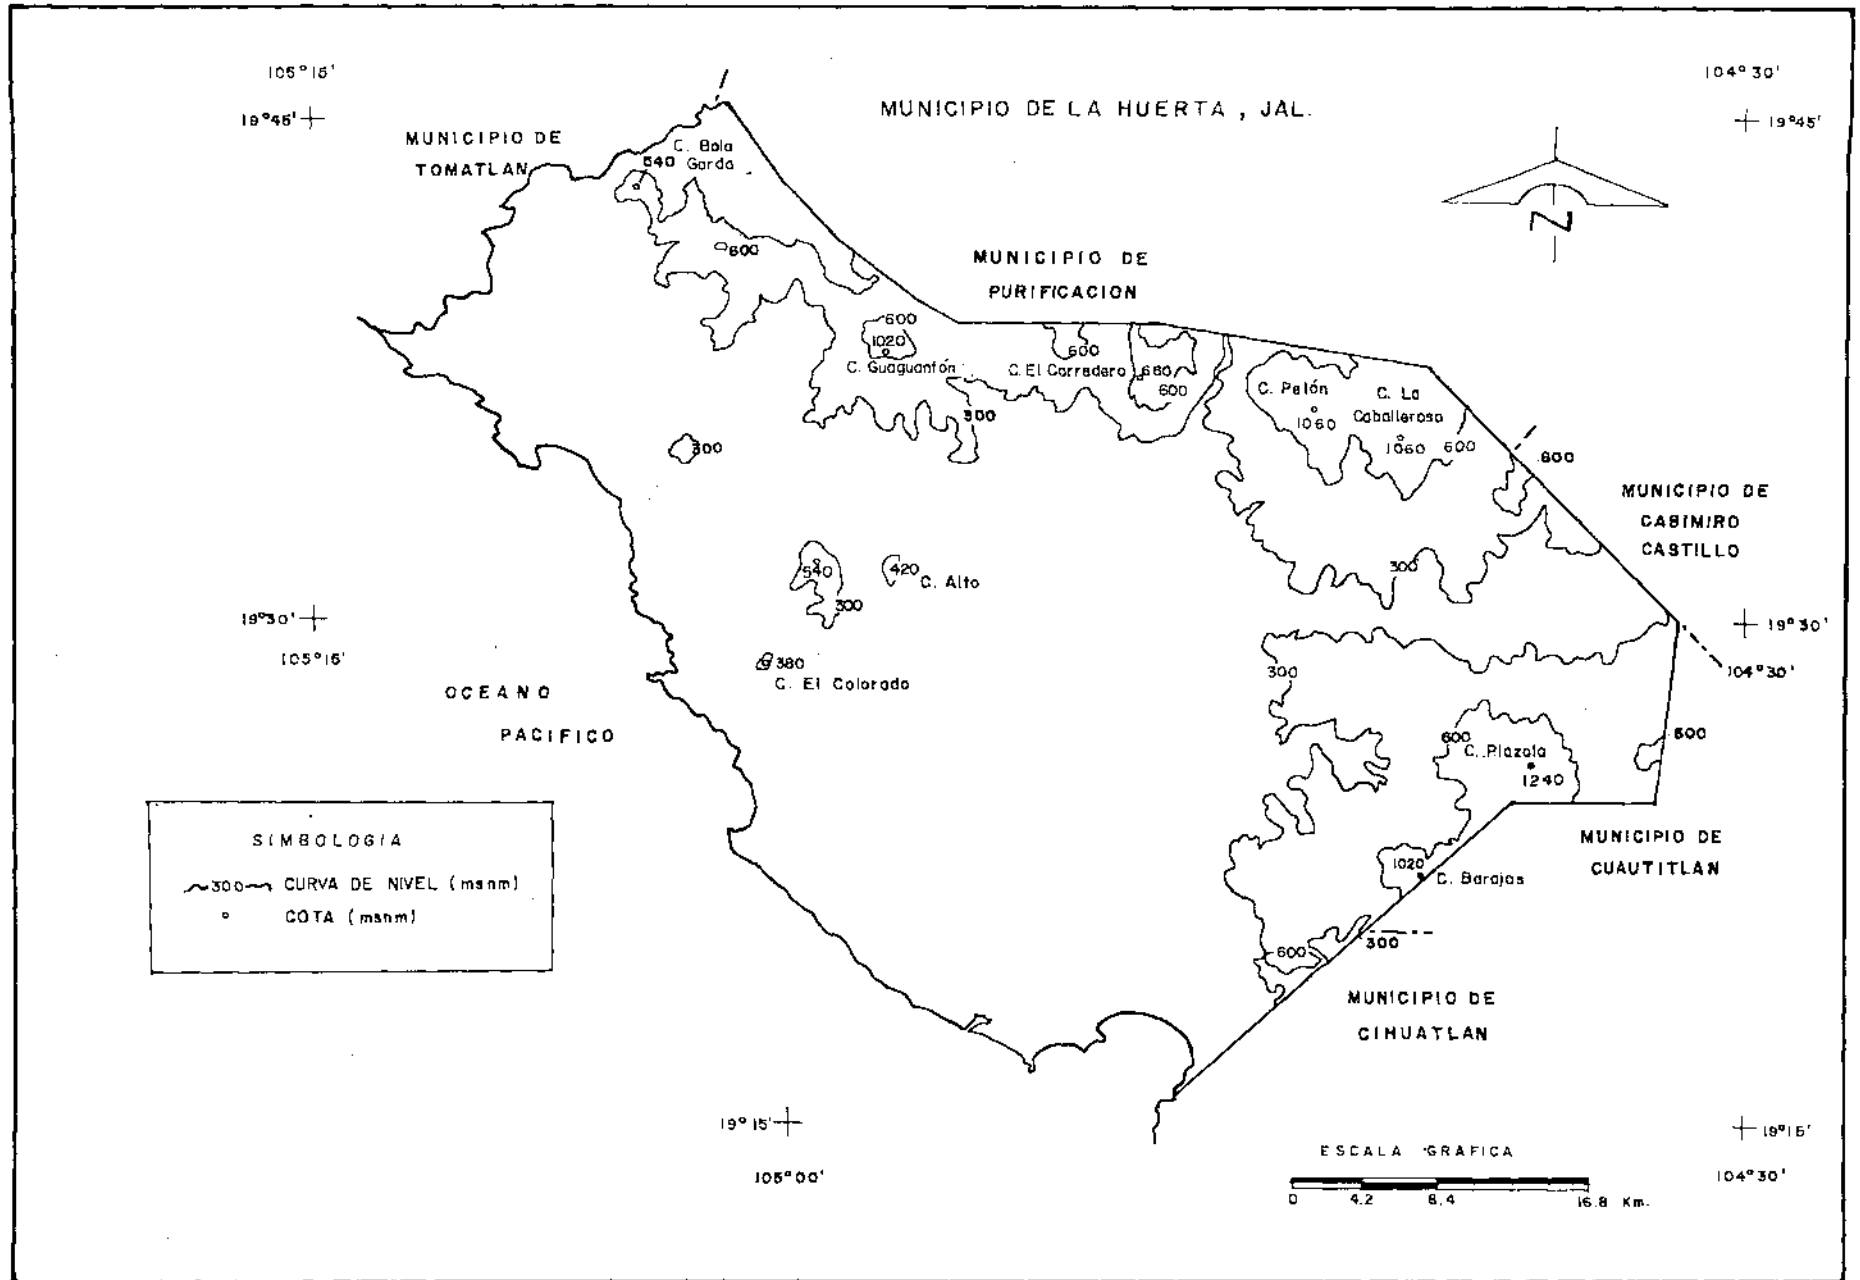 105°15'
104°30'
MUNICIPIO DE LA HUERTA, JAL.
19°45'
19°45'
MUNICIPIO DE
TOMATLAN
C. Bola
Gorda
540
600
N
MUNICIPIO DE
PURIFICACION
600
1020
C. Guaguantón
600
C. El Corradero
680
600
300
C. Pelón
1060
C. La
Caballerosa
1060
600
600
300
MUNICIPIO DE
CASIMIRO
CASTILLO
540
300
420
C. Alto
300
19°30'
105°15'
19°30'
104°30'
380
C. El Colorado
OCEANO
PACIFICO
300
600
C. Plazola
1240
600
SIMBOLOGIA
300 CURVA DE NIVEL (msnm)
COTA (msnm)
MUNICIPIO DE
CUAUTITLAN
1020
C. Barajas
600
300
MUNICIPIO DE
CIHUATLAN
19°15'
105°00'
19°15'
104°30'
ESCALA GRAFICA
0 4.2 8.4 16.8 Km.